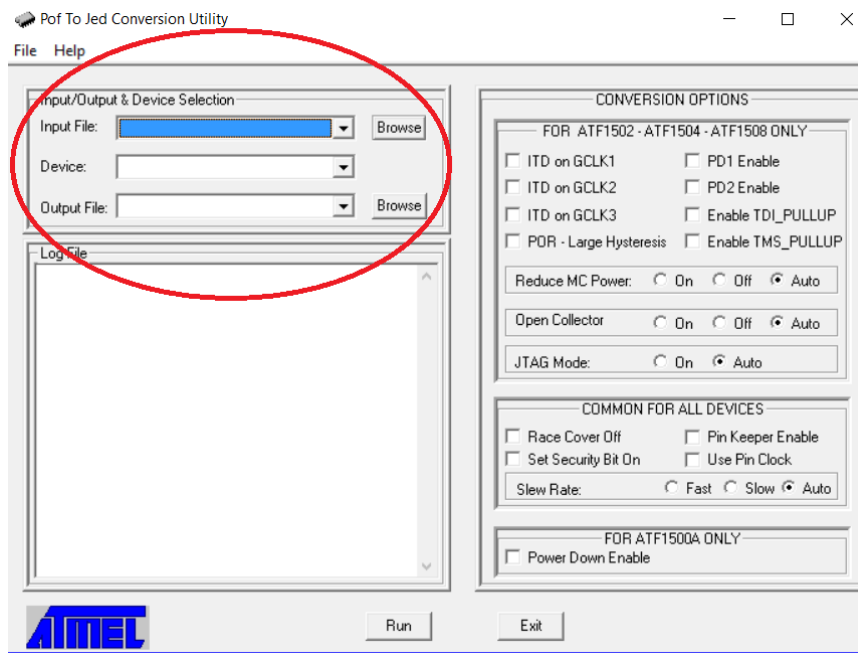 Pof To Jed Conversion Utility
File Help
Input/Output & Device Selection
Input File: Browse
Device:
Output File: Browse
Log File
CONVERSION OPTIONS
FOR ATF1502 - ATF1504 - ATF1508 ONLY
ITD on GCLK1 PD1 Enable
ITD on GCLK2 PD2 Enable
ITD on GCLK3 Enable TDI_PULLUP
POR - Large Hysteresis Enable TMS_PULLUP
Reduce MC Power: On Off Auto
Open Collector On Off Auto
JTAG Mode: On Auto
COMMON FOR ALL DEVICES
Race Cover Off Pin Keeper Enable
Set Security Bit On Use Pin Clock
Slew Rate: Fast Slow Auto
FOR ATF1500A ONLY
Power Down Enable
ATMEL Run Exit